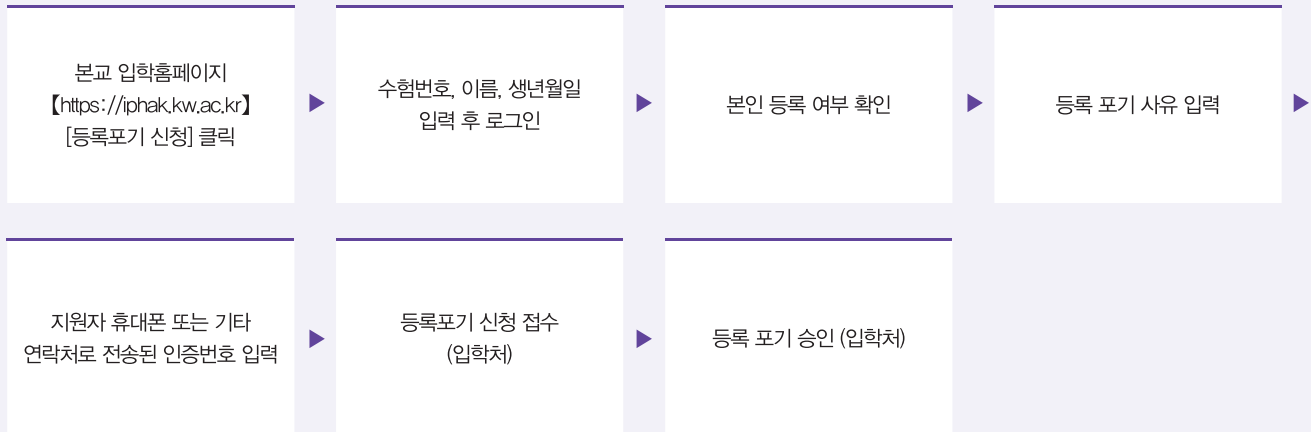 본교 입학홈페이지
【https://iphak.kw.ac.kr】
[등록포기 신청] 클릭
수험번호, 이름, 생년월일
입력 후 로그인
본인 등록 여부 확인
등록 포기 사유 입력
지원자 휴대폰 또는 기타
연락처로 전송된 인증번호 입력
등록포기 신청 접수
(입학처)
등록 포기 승인 (입학처)